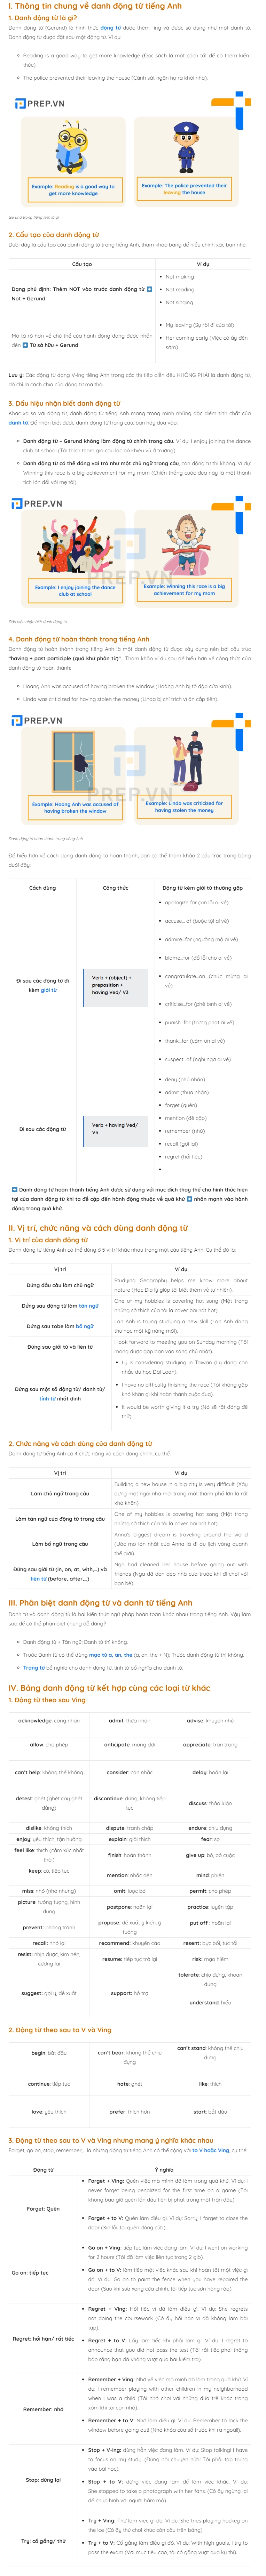 I. Thông tin chung về danh động từ tiếng Anh
1. Danh động từ là gì?
Danh động từ (Gerund) là hình thức động từ được thêm -ing và được sử dụng như một danh từ.
Danh động từ được đặt sau một động từ. Ví dụ:
Reading is a good way to get more knowledge (Đọc sách là một cách tốt để có thêm kiến
thức).
The police prevented their leaving the house (Cảnh sát ngăn họ ra khỏi nhà).
PREP.VN
Example: Reading is a good way to
get more knowledge
Example: The police prevented their
leaving the house
Gerund trong tiếng Anh là gì
2. Cấu tạo của danh động từ
Dưới đây là cấu tạo của danh động từ trong tiếng Anh, tham khảo bảng để hiểu chính xác bạn nhé:
Cấu tạo
Ví dụ
Dạng phủ định: Thêm NOT vào trước danh động từ ➡
Not + Gerund
Not making
Not reading
Not singing
Mô tả rõ hơn về chủ thể của hành động đang được nhắc
đến ➡ Từ sở hữu + Gerund
My leaving (Sự rời đi của tôi)
Her coming early (Việc cô ấy đến
sớm)
Lưu ý: Các động từ dạng V-ing tiếng Anh trong các thì tiếp diễn đều KHÔNG PHẢI là danh động từ,
đó chỉ là cách chia của động từ mà thôi.
3. Dấu hiệu nhận biết danh động từ
Khác xa so với động từ, danh động từ tiếng Anh mang trong mình những đặc điểm tính chất của
danh từ. Để nhận biết được danh động từ trong câu, bạn hãy dựa vào:
Danh động từ – Gerund không làm động từ chính trong câu. Ví dụ: I enjoy joining the dance
club at school (Tôi thích tham gia câu lạc bộ khiêu vũ ở trường).
Danh động từ có thể đóng vai trò như một chủ ngữ trong câu, còn động từ thì không. Ví dụ:
Winning this race is a big achievement for my mom (Chiến thắng cuộc đua này là một thành
tích lớn đối với mẹ tôi).
PREP.VN
PREP.VN
Example: I enjoy joining the dance
club at school
Example: Winning this race is a big
achievement for my mom
Dấu hiệu nhận biết danh động từ
4. Danh động từ hoàn thành trong tiếng Anh
Danh động từ hoàn thành trong tiếng Anh là một danh động từ được xây dựng nên bởi cấu trúc
"having + past participle (quá khứ phân từ)". Tham khảo ví dụ sau để hiểu hơn về công thức của
danh động từ hoàn thành:
Hoang Anh was accused of having broken the window (Hoàng Anh bị tố đập cửa kính).
Linda was criticized for having stolen the money (Linda bị chỉ trích vì ăn cắp tiền).
PREP.VN
PREP.VN
Example: Hoang Anh was accused of
having broken the window
Example: Linda was criticized for
having stolen the money
Danh động từ hoàn thành trong tiếng Anh
Để hiểu hơn về cách dùng danh động từ hoàn thành, bạn có thể tham khảo 2 cấu trúc trong bảng
dưới đây:
Cách dùng
Công thức
Động từ kèm giới từ thường gặp
Đi sau các động từ đi
kèm giới từ
Verb + (object) +
preposition +
having Ved/ V3
apologize for (xin lỗi ai về)
accuse… of (buộc tội ai về)
admire…for (ngưỡng mộ ai về)
blame…for (đổ lỗi cho ai về)
congratulate…on (chúc mừng ai
về)
criticise…for (phê bình ai về)
punish…for (trừng phạt ai về)
thank…for (cảm ơn ai về)
suspect…of (nghi ngờ ai về)
Đi sau các động từ
Verb + having Ved/
V3
deny (phủ nhận)
admit (thừa nhận)
forget (quên)
mention (đề cập)
remember (nhớ)
recall (gợi lại)
regret (hối tiếc)
…
➡ Danh động từ hoàn thành tiếng Anh được sử dụng với mục đích thay thế cho hình thức hiện
tại của danh động từ khi ta đề cập đến hành động thuộc về quá khứ ➡ nhấn mạnh vào hành
động trong quá khứ.
II. Vị trí, chức năng và cách dùng danh động từ
1. Vị trí của danh động từ
Danh động từ tiếng Anh có thể đứng ở 5 vị trí khác nhau trong một câu tiếng Anh. Cụ thể đó là:
Vị trí
Ví dụ
Đứng đầu câu làm chủ ngữ
Studying Geography helps me know more about
nature (Học Địa lý giúp tôi biết thêm về tự nhiên).
Đứng sau động từ làm tân ngữ
One of my hobbies is covering hot song (Một trong
những sở thích của tôi là cover bài hát hot).
Đứng sau tobe làm bổ ngữ
Lan Anh is trying studying a new skill (Lan Anh đang
thử học một kỹ năng mới).
Đứng sau giới từ và liên từ
I look forward to meeting you on Sunday morning (Tôi
mong được gặp bạn vào sáng chủ nhật).
Đứng sau một số động từ/ danh từ/
tính từ nhất định
Ly is considering studying in Taiwan (Ly đang cân
nhắc du học Đài Loan).
I have no difficulty finishing the race (Tôi không gặp
khó khăn gì khi hoàn thành cuộc đua).
It would be worth giving it a try (Nó sẽ rất đáng để
thử).
2. Chức năng và cách dùng của danh động từ
Danh động từ tiếng Anh có 4 chức năng và cách dùng chính, cụ thể:
Vị trí
Ví dụ
Làm chủ ngữ trong câu
Building a new house in a big city is very difficult (Xây
dựng một ngôi nhà mới trong một thành phố lớn là rất
khó khăn).
Làm tân ngữ của động từ trong câu
One of my hobbies is covering hot song (Một trong
những sở thích của tôi là cover bài hát hot).
Làm bổ ngữ trong câu
Anna's biggest dream is traveling around the world
(Ước mơ lớn nhất của Anna là đi du lịch vòng quanh
thế giới).
Đứng sau giới từ (in, on, at, with,…) và
liên từ (before, after,…)
Nga had cleaned her house before going out with
friends (Nga đã dọn dẹp nhà cửa trước khi đi chơi với
bạn bè).
III. Phân biệt danh động từ và danh từ tiếng Anh
Danh từ và danh động từ là hai kiến thức ngữ pháp hoàn toàn khác nhau trong tiếng Anh. Vậy làm
sao để có thể phân biệt chúng dễ dàng?
Danh động từ + Tân ngữ; Danh từ thì không.
Trước Danh từ có thể dùng mạo từ a, an, the (a, an, the + N); Trước danh động từ thì không.
Trạng từ bổ nghĩa cho danh động từ, tính từ bổ nghĩa cho danh từ.
IV. Bảng danh động từ kết hợp cùng các loại từ khác
1. Động từ theo sau Ving
acknowledge: công nhận
admit: thừa nhận
advise: khuyên nhủ
allow: cho phép
anticipate: mong đợi
appreciate: trân trọng
can't help: không thể không
consider: cân nhắc
delay: hoãn lại
detest: ghét (ghét cay ghét
đắng)
discontinue: dừng, không tiếp
tục
discuss: thảo luận
dislike: không thích
dispute: tranh chấp
endure: chịu đựng
enjoy: yêu thích, tận hưởng
explain: giải thích
fear: sợ
feel like: thích (cảm xúc nhất
thời)
finish: hoàn thành
give up: bỏ, bỏ cuộc
keep: cứ, tiếp tục
mention: nhắc đến
mind: phiền
miss: nhớ (nhớ nhung)
omit: lược bỏ
permit: cho phép
picture: tưởng tượng, hình
dung
postpone: hoãn lại
practice: luyện tập
prevent: phòng tránh
propose: đề xuất ý kiến, ý
tưởng
put off : hoãn lại
recall: nhớ lại
recommend: khuyến cáo
resent: bực bội, tức tối
resist: nhịn được, kìm nén,
cưỡng lại
resume: tiếp tục trở lại
risk: mạo hiểm
suggest: gợi ý, đề xuất
support: hỗ trợ
tolerate: chịu đựng, khoan
dung
understand: hiểu
2. Động từ theo sau to V và Ving
begin: bắt đầu
can't bear: không thể chịu
đựng
can't stand: không thể chịu
đựng
continue: tiếp tục
hate: ghét
like: thích
love: yêu thích
prefer: thích hơn
start: bắt đầu
3. Động từ theo sau to V và Ving nhưng mang ý nghĩa khác nhau
Forget, go on, stop, remember,… là những động từ tiếng Anh có thể cộng với to V hoặc Ving, cụ thể:
Động từ
Ý nghĩa
Forget: Quên
Forget + Ving: Quên việc mà mình đã làm trong quá khứ. Ví dụ: I
never forget being penalized for the first time on a game (Tôi
không bao giờ quên lần đầu tiên bị phạt trong một trận đấu).
Forget + to V: Quên làm điều gì. Ví dụ: Sorry, I forget to close the
door (Xin lỗi, tôi quên đóng cửa).
Go on: tiếp tục
Go on + Ving: tiếp tục làm việc đang làm. Ví dụ: I went on working
for 2 hours (Tôi đã làm việc liên tục trong 2 giờ).
Go on + to V: làm tiếp một việc khác sau khi hoàn tất một việc gì
đó. Ví dụ: Go on to paint the fence when you have repaired the
door (Sau khi sửa xong cửa chính, tôi tiếp tục sơn hàng rào).
Regret: hối hận/ rất tiếc
Regret + Ving: Hối tiếc vì đã làm điều gì. Ví dụ: She regrets
not doing the coursework (Cô ấy hối hận vì đã không làm bài
tập).
Regret + to V: Lấy làm tiếc khi phải làm gì. Ví dụ: I regret to
announce that you did not pass the test (Tôi rất tiếc phải thông
báo rằng bạn đã không vượt qua bài kiểm tra).
Remember: nhớ
Remember + Ving: Nhớ về việc mà mình đã làm trong quá khứ. Ví
dụ: I remember playing with other children in my neighborhood
when I was a child (Tôi nhớ chơi với những đứa trẻ khác trong
xóm khi tôi còn nhỏ).
Remember + to V: Nhớ làm điều gì. Ví dụ: Remember to lock the
window before going out! (Nhớ khóa cửa sổ trước khi ra ngoài!).
Stop: dừng lại
Stop + V-ing: dừng hẳn việc đang làm. Ví dụ: Stop talking! I have
to focus on my study. (Đừng nói chuyện nữa! Tôi phải tập trung
vào bài học).
Stop + to V: dừng việc đang làm để làm việc khác. Ví dụ:
She stopped to take a photograph with her fans. (Cô ấy ngừng lại
để chụp hình với người hâm mộ).
Try: cố gắng/ thử
Try + Ving: Thử làm việc gì đó. Ví dụ: She tries playing hockey on
the ice (Cô ấy thử chơi khúc côn cầu trên băng).
Try + to V: Cố gắng làm điều gì đó. Ví dụ: With high goals, I try to
pass the exam (Với mục tiêu cao, tôi cố gắng vượt qua kỳ thi).